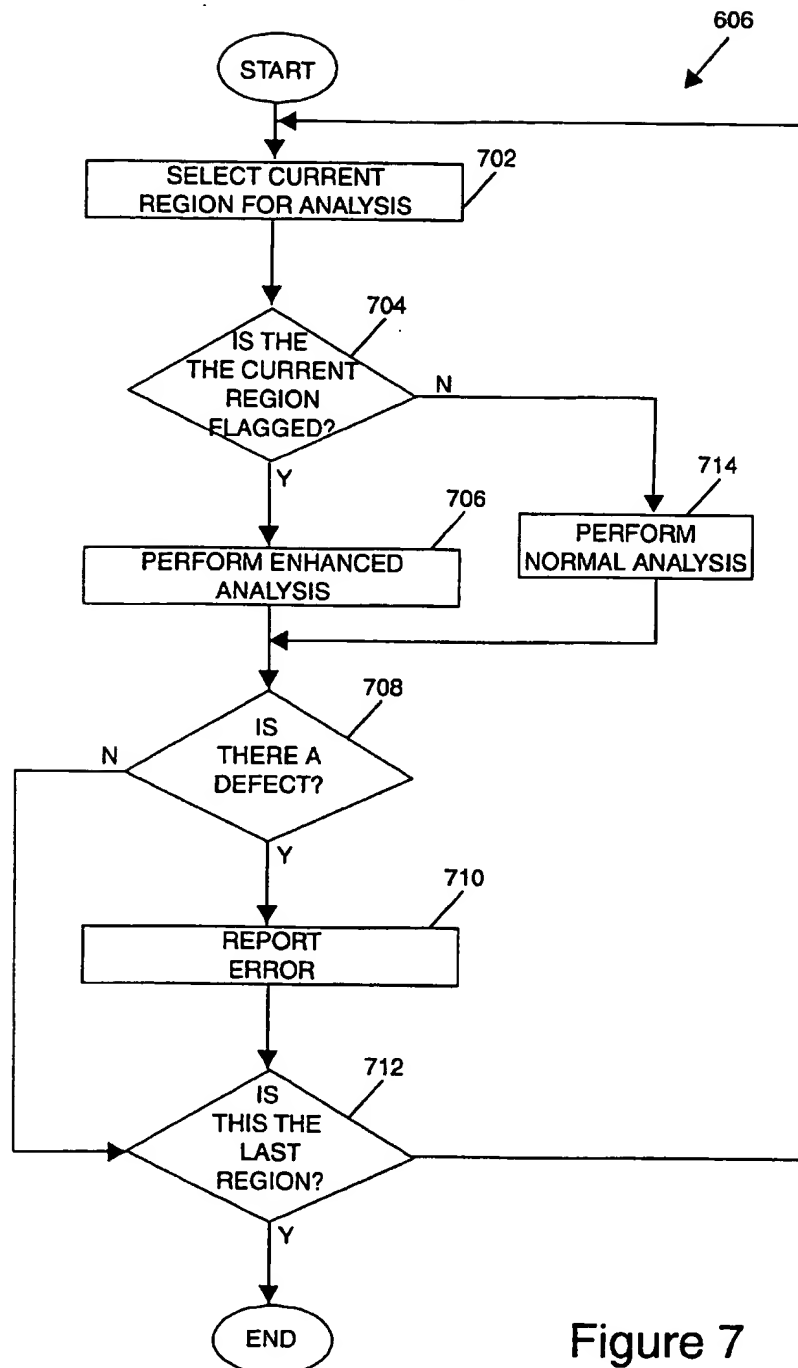 606
START
702
SELECT CURRENT
REGION FOR ANALYSIS
704
IS THE
THE CURRENT
REGION
FLAGGED?
N
Y
706
714
PERFORM ENHANCED
ANALYSIS
PERFORM
NORMAL ANALYSIS
708
IS
THERE A
DEFECT?
N
Y
710
REPORT
ERROR
712
IS
THIS THE
LAST
REGION?
Y
END
Figure 7